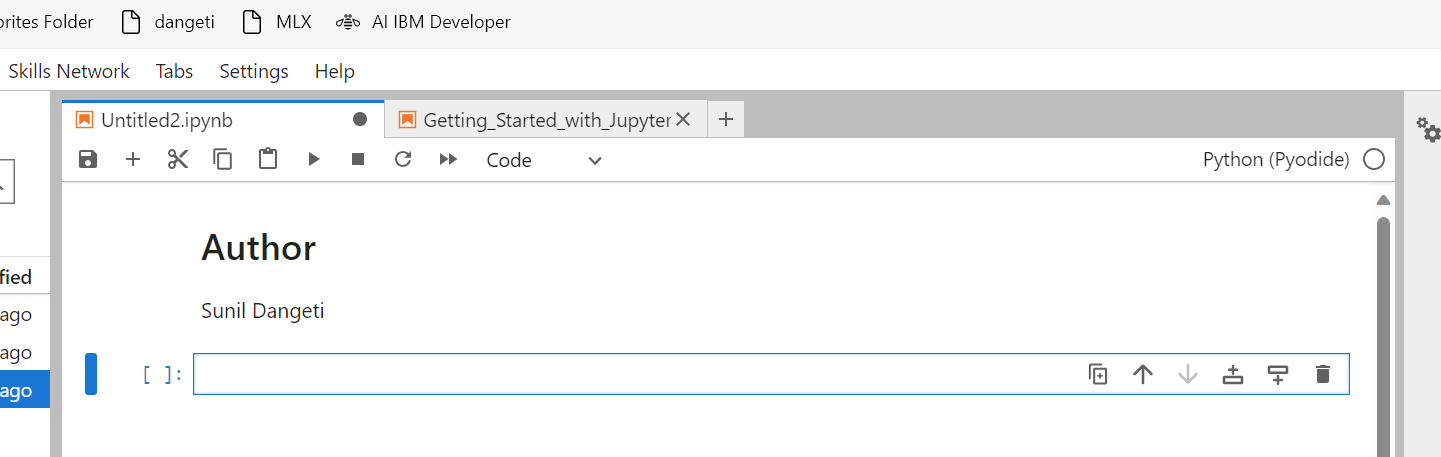 orites Folder dangeti MLX AI IBM Developer
Skills Network Tabs Settings Help
Untitled2.ipynb Getting_Started_with_Jupyter
Code Python (Pyodide)
Author
fied
Sunil Dangeti
ago
ago
[ ]:
ago